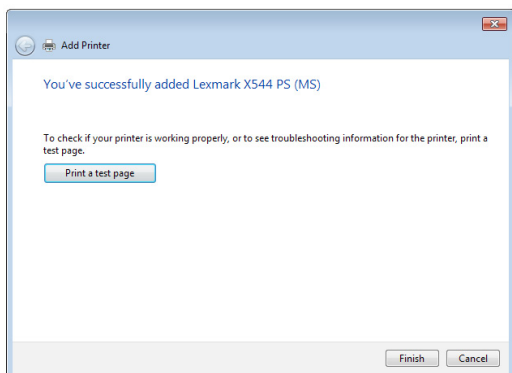 Add Printer
You've successfully added Lexmark X544 PS (MS)
To check if your printer is working properly, or to see troubleshooting information for the printer, print a
test page.
Print a test page
Finish
Cancel